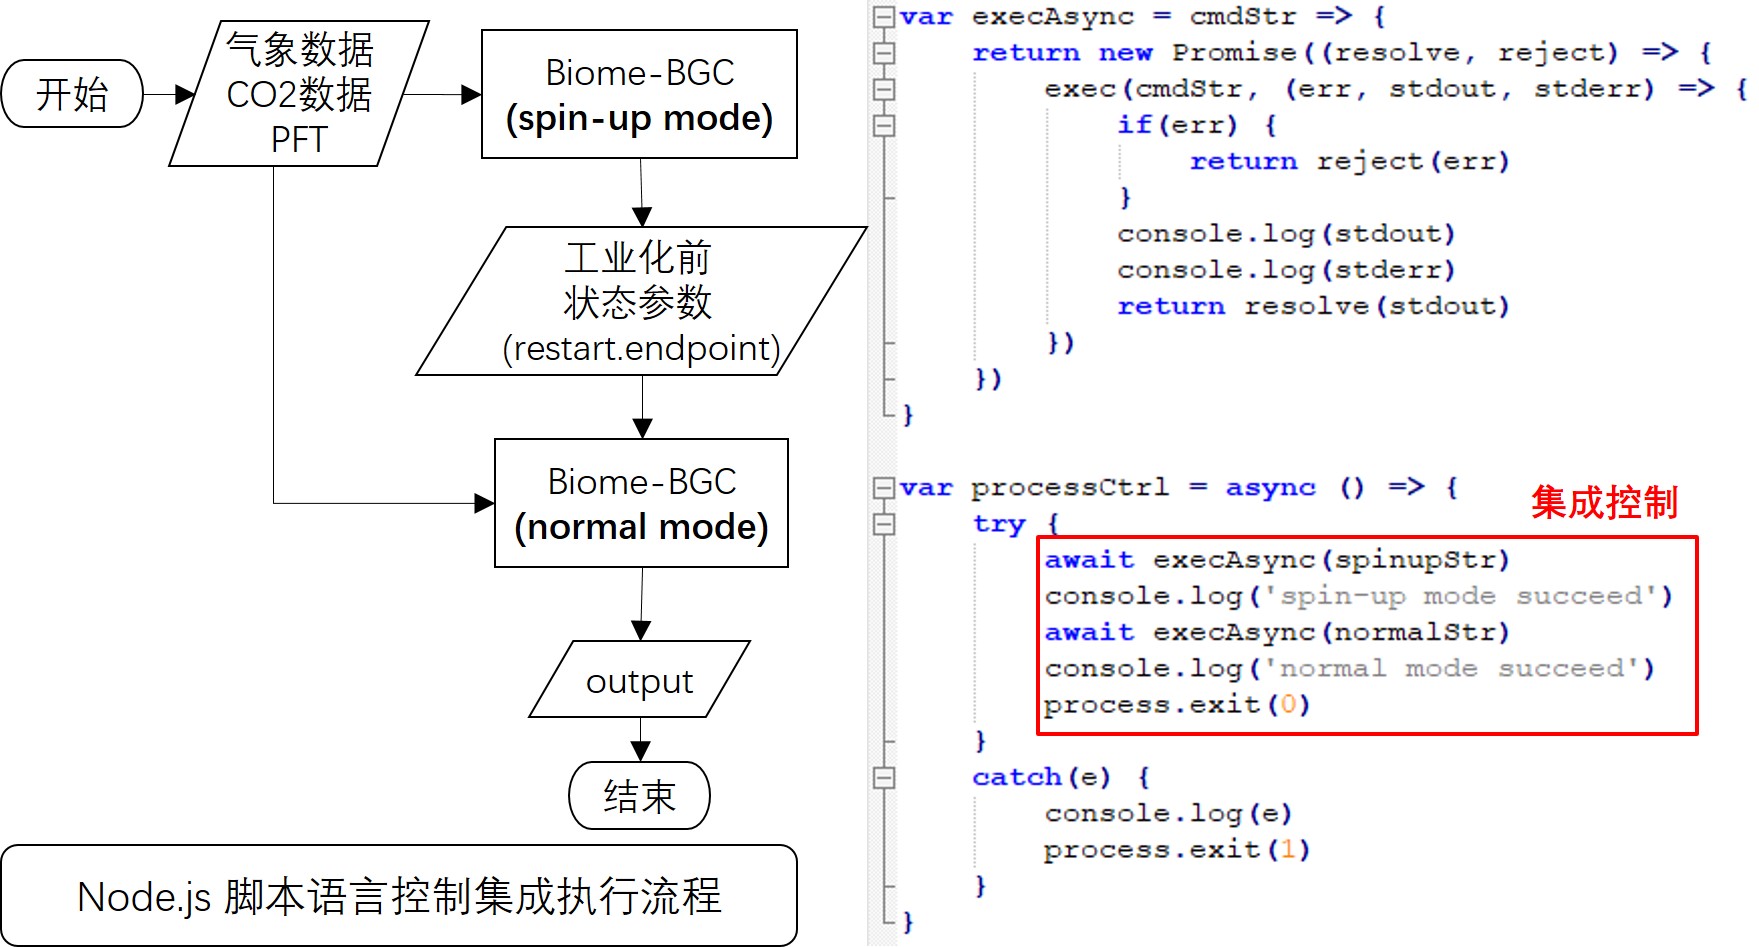 开始
气象数据
CO2数据
PFT
Biome-BGC
(spin-up mode)
工业化前
状态参数
(restart.endpoint)
Biome-BGC
(normal mode)
output
结束
Node.js 脚本语言控制集成执行流程
var execAsync = cmdStr => {
return new Promise((resolve, reject) => {
exec(cmdStr, (err, stdout, stderr) => {
if(err) {
return reject(err)
}
console.log(stdout)
console.log(stderr)
return resolve(stdout)
})
})
}
var processCtrl = async () => {
集成控制
try {
await execAsync(spinupStr)
console.log('spin-up mode succeed')
await execAsync(normalStr)
console.log('normal mode succeed')
process.exit(0)
}
catch(e) {
console.log(e)
process.exit(1)
}
}